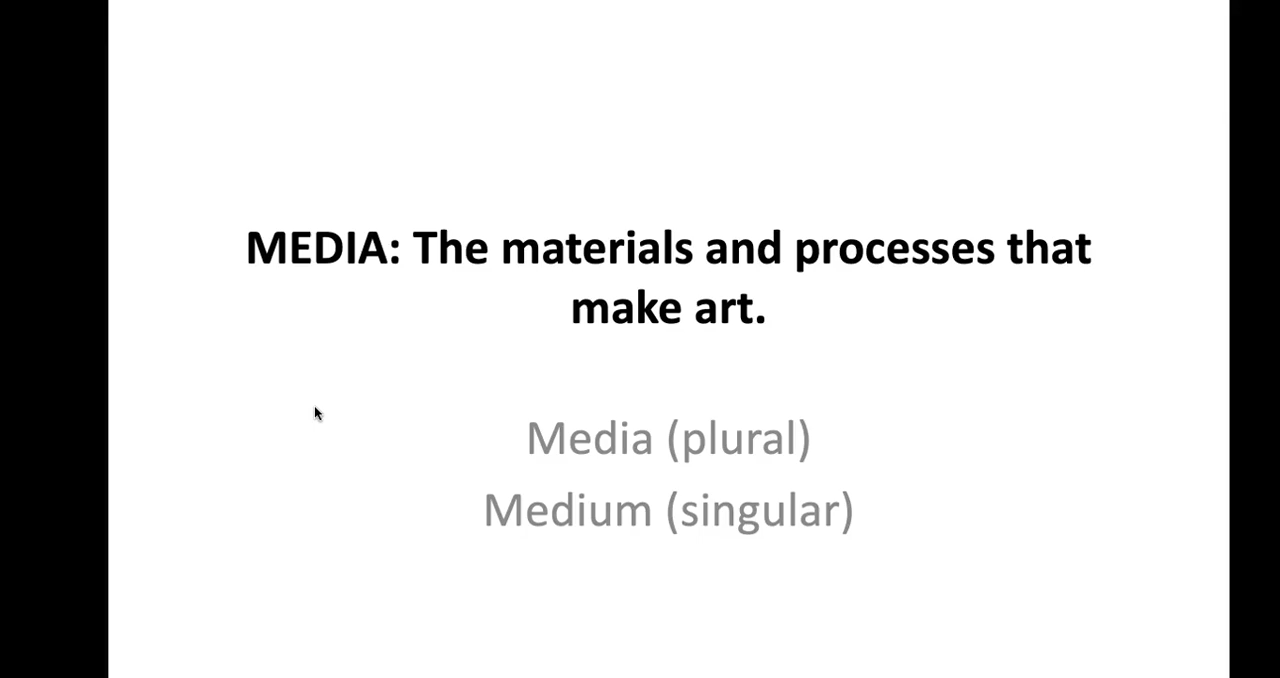 MEDIA: The materials and processes that
make art.
Media (plural)
Medium (singular)